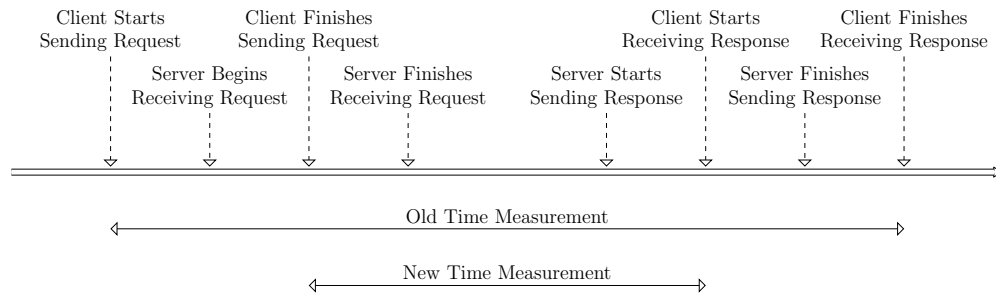 Client Starts
Sending Request
Client Finishes
Sending Request
Client Starts
Receiving Response
Client Finishes
Receiving Response
Server Begins
Receiving Request
Server Finishes
Receiving Request
Server Starts
Sending Response
Server Finishes
Sending Response
Old Time Measurement
New Time Measurement